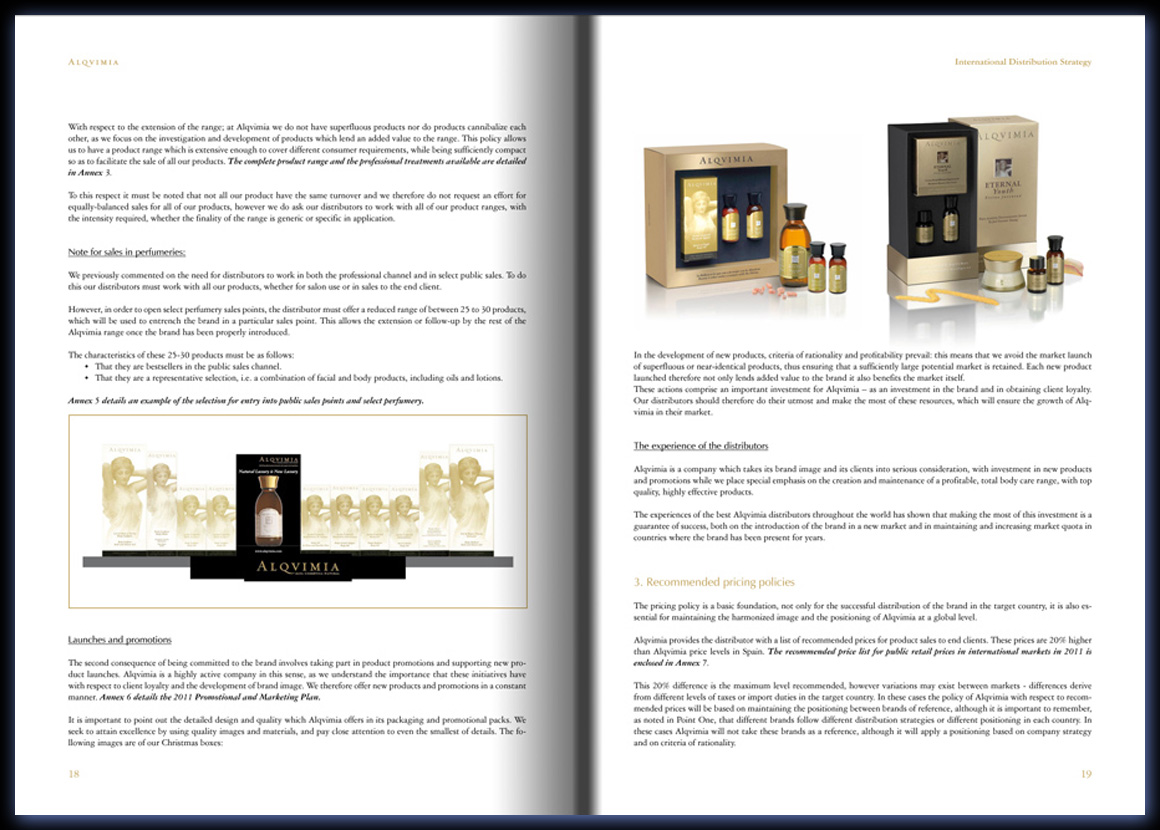 ALQVIMIA
With respect to the extension of the range; at Alqvimia we do not have superfluous products nor do products cannibalize each
other, as we focus on the investigation and development of products which lend an added value to the range. This policy allows
us to have a product range which is extensive enough to cover different consumer requirements, while being sufficiently compact
so as to facilitate the sale of all our products. The complete product range and the professional treatments available are detailed
in Annex 3.
To this respect it must be noted that not all our product have the same turnover and we therefore do not request an effort for
equally-balanced sales for all of our products, however we do ask our distributors to work with all of our product ranges, with
the intensity required, whether the finality of the range is generic or specific in application.
Note for sales in perfumeries:
We previously commented on the need for distributors to work in both the professional channel and in select public sales. To do
this our distributors must work with all our products, whether for salon use or in sales to the end client.
However, in order to open select perfumery sales points, the distributor must offer a reduced range of between 25 to 30 products,
which will be used to entrench the brand in a particular sales point. This allows the extension or follow-up by the rest of the
Alqvimia range once the brand has been properly introduced.
The characteristics of these 25-30 products must be as follows:
• That they are bestsellers in the public sales channel.
• That they are a representative selection, i.e. a combination of facial and body products, including oils and lotions.
Annex 5 details an example of the selection for entry into public sales points and select perfumery.
ALQVIMIA
Natural Luxury is New Luxury
www.alqvimia.com
ALQVIMIA
Launches and promotions
The second consequence of being committed to the brand involves taking part in product promotions and supporting new pro-
duct launches. Alqvimia is a highly active company in this sense, as we understand the importance that these initiatives have
with respect to client loyalty and the development of brand image. We therefore offer new products and promotions in a constant
manner. Annex 6 details the 2011 Promotional and Marketing Plan.
It is important to point out the detailed design and quality which Alqvimia offers in its packaging and promotional packs. We
seek to attain excellence by using quality images and materials, and pay close attention to even the smallest of details. The fo-
llowing images are of our Christmas boxes:
18
International Distribution Strategy
ALQVIMIA
ALQVIMIA
ALQVIMIA
ETERNAL
Youth
In the development of new products, criteria of rationality and profitability prevail: this means that we avoid the market launch
of superfluous or near-identical products, thus ensuring that a sufficiently large potential market is retained. Each new product
launched therefore not only lends added value to the brand it also benefits the market itself.
These actions comprise an important investment for Alqvimia – as an investment in the brand and in obtaining client loyalty.
Our distributors should therefore do their utmost and make the most of these resources, which will ensure the growth of Alq-
vimia in their market.
The experience of the distributors
Alqvimia is a company which takes its brand image and its clients into serious consideration, with investment in new products
and promotions while we place special emphasis on the creation and maintenance of a profitable, total body care range, with top
quality, highly effective products.
The experiences of the best Alqvimia distributors throughout the world has shown that making the most of this investment is a
guarantee of success, both on the introduction of the brand in a new market and in maintaining and increasing market quota in
countries where the brand has been present for years.
3. Recommended pricing policies
The pricing policy is a basic foundation, not only for the successful distribution of the brand in the target country, it is also es-
sential for maintaining the harmonized image and the positioning of Alqvimia at a global level.
Alqvimia provides the distributor with a list of recommended prices for product sales to end clients. These prices are 20% higher
than Alqvimia price levels in Spain. The recommended price list for public retail prices in international markets in 2011 is
enclosed in Annex 7.
This 20% difference is the maximum level recommended, however variations may exist between markets - differences derive
from different levels of taxes or import duties in the target country. In these cases the policy of Alqvimia with respect to recom-
mended prices will be based on maintaining the positioning between brands of reference, although it is important to remember,
as noted in Point One, that different brands follow different distribution strategies or different positioning in each country. In
these cases Alqvimia will not take these brands as a reference, although it will apply a positioning based on company strategy
and on criteria of rationality.
19